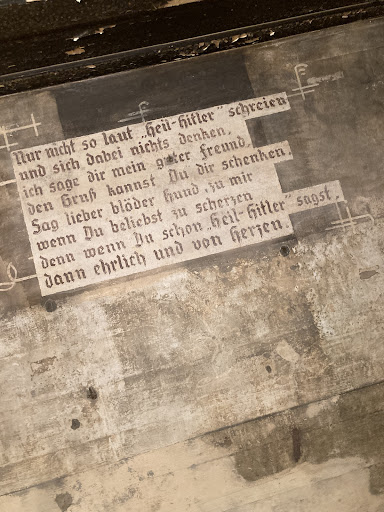 Nur nicht so laut „Heil-Hitler" schreien
und sich dabei nichts denken,
ich sage dir mein guter Freund,
den Gruß kannst Du dir schenken.
Sag lieber blöder Hund zu mir
wenn Du beliebst zu scherzen
denn wenn Du schon „Heil-Hitler" sagst,
dann ehrlich und von Herzen.